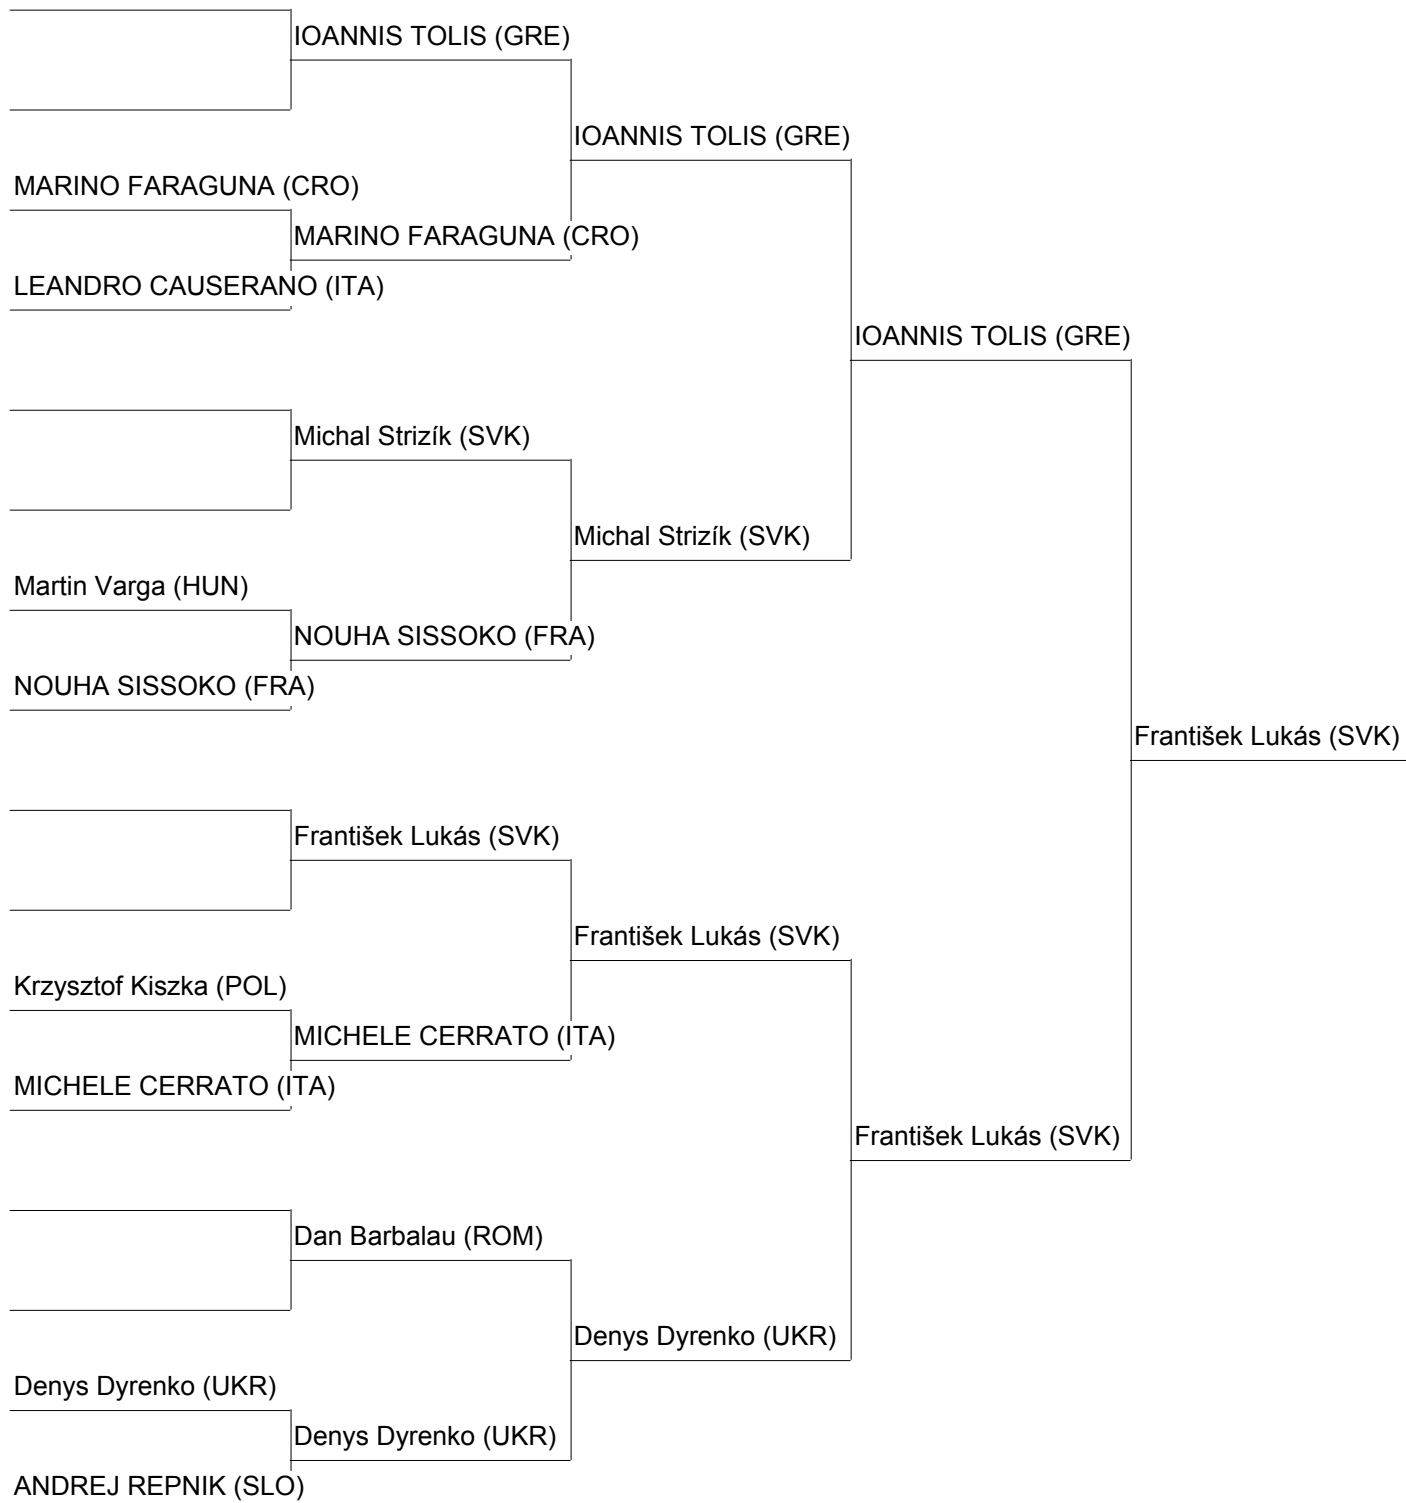 IOANNIS TOLIS (GRE)
IOANNIS TOLIS (GRE)
MARINO FARAGUNA (CRO)
MARINO FARAGUNA (CRO)
LEANDRO CAUSERANO (ITA)
IOANNIS TOLIS (GRE)
Michal Strizík (SVK)
Michal Strizík (SVK)
Martin Varga (HUN)
NOUHA SISSOKO (FRA)
NOUHA SISSOKO (FRA)
František Lukás (SVK)
František Lukás (SVK)
František Lukás (SVK)
Krzysztof Kiszka (POL)
MICHELE CERRATO (ITA)
MICHELE CERRATO (ITA)
František Lukás (SVK)
Dan Barbalau (ROM)
Denys Dyrenko (UKR)
Denys Dyrenko (UKR)
Denys Dyrenko (UKR)
ANDREJ REPNIK (SLO)